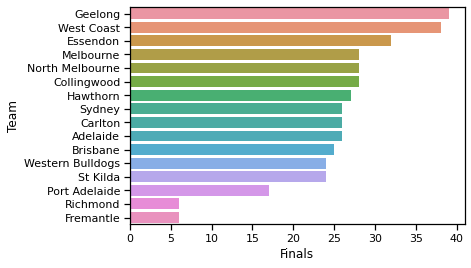 Geelong
West Coast
Essendon
Melbourne
North Melbourne
Collingwood
Hawthorn
Sydney
Carlton
Adelaide
Brisbane
Western Bulldogs
St Kilda
Port Adelaide
Richmond
Fremantle
Team
0 5 10 15 20 25 30 35 40
Finals